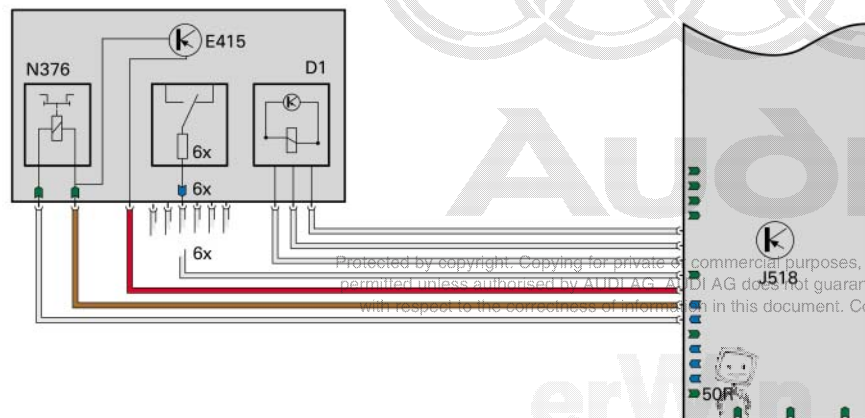 E415
N376
D1
6x
6x
6x
Audi
Protected by copyright. Copying for private or commercial purposes,
permitted unless authorised by AUDI AG. AUDI AG does not guaran
with respect to the correctness of information in this document. Co
J518
erWin
50R